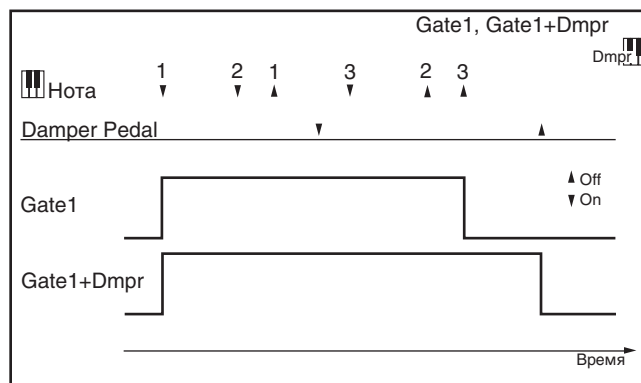 Gate1, Gate1+Dmpr
Dmpr
1 2 1 3 2 3
Нота
Damper Pedal
Off
On
Gate1
Gate1+Dmpr
Время